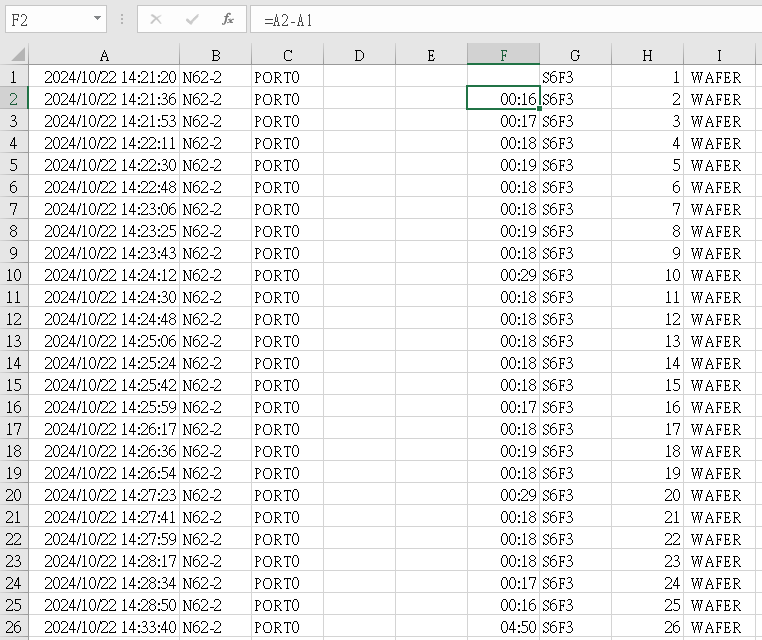 F2 fx =A2-A1
A B C D E F G H I
1 2024/10/22 14:21:20 N62-2 PORT0 S6F3 1 WAFER
2 2024/10/22 14:21:36 N62-2 PORT0 00:16 S6F3 2 WAFER
3 2024/10/22 14:21:53 N62-2 PORT0 00:17 S6F3 3 WAFER
4 2024/10/22 14:22:11 N62-2 PORT0 00:18 S6F3 4 WAFER
5 2024/10/22 14:22:30 N62-2 PORT0 00:19 S6F3 5 WAFER
6 2024/10/22 14:22:48 N62-2 PORT0 00:18 S6F3 6 WAFER
7 2024/10/22 14:23:06 N62-2 PORT0 00:18 S6F3 7 WAFER
8 2024/10/22 14:23:25 N62-2 PORT0 00:19 S6F3 8 WAFER
9 2024/10/22 14:23:43 N62-2 PORT0 00:18 S6F3 9 WAFER
10 2024/10/22 14:24:12 N62-2 PORT0 00:29 S6F3 10 WAFER
11 2024/10/22 14:24:30 N62-2 PORT0 00:18 S6F3 11 WAFER
12 2024/10/22 14:24:48 N62-2 PORT0 00:18 S6F3 12 WAFER
13 2024/10/22 14:25:06 N62-2 PORT0 00:18 S6F3 13 WAFER
14 2024/10/22 14:25:24 N62-2 PORT0 00:18 S6F3 14 WAFER
15 2024/10/22 14:25:42 N62-2 PORT0 00:18 S6F3 15 WAFER
16 2024/10/22 14:25:59 N62-2 PORT0 00:17 S6F3 16 WAFER
17 2024/10/22 14:26:17 N62-2 PORT0 00:18 S6F3 17 WAFER
18 2024/10/22 14:26:36 N62-2 PORT0 00:19 S6F3 18 WAFER
19 2024/10/22 14:26:54 N62-2 PORT0 00:18 S6F3 19 WAFER
20 2024/10/22 14:27:23 N62-2 PORT0 00:29 S6F3 20 WAFER
21 2024/10/22 14:27:41 N62-2 PORT0 00:18 S6F3 21 WAFER
22 2024/10/22 14:27:59 N62-2 PORT0 00:18 S6F3 22 WAFER
23 2024/10/22 14:28:17 N62-2 PORT0 00:18 S6F3 23 WAFER
24 2024/10/22 14:28:34 N62-2 PORT0 00:17 S6F3 24 WAFER
25 2024/10/22 14:28:50 N62-2 PORT0 00:16 S6F3 25 WAFER
26 2024/10/22 14:33:40 N62-2 PORT0 04:50 S6F3 26 WAFER